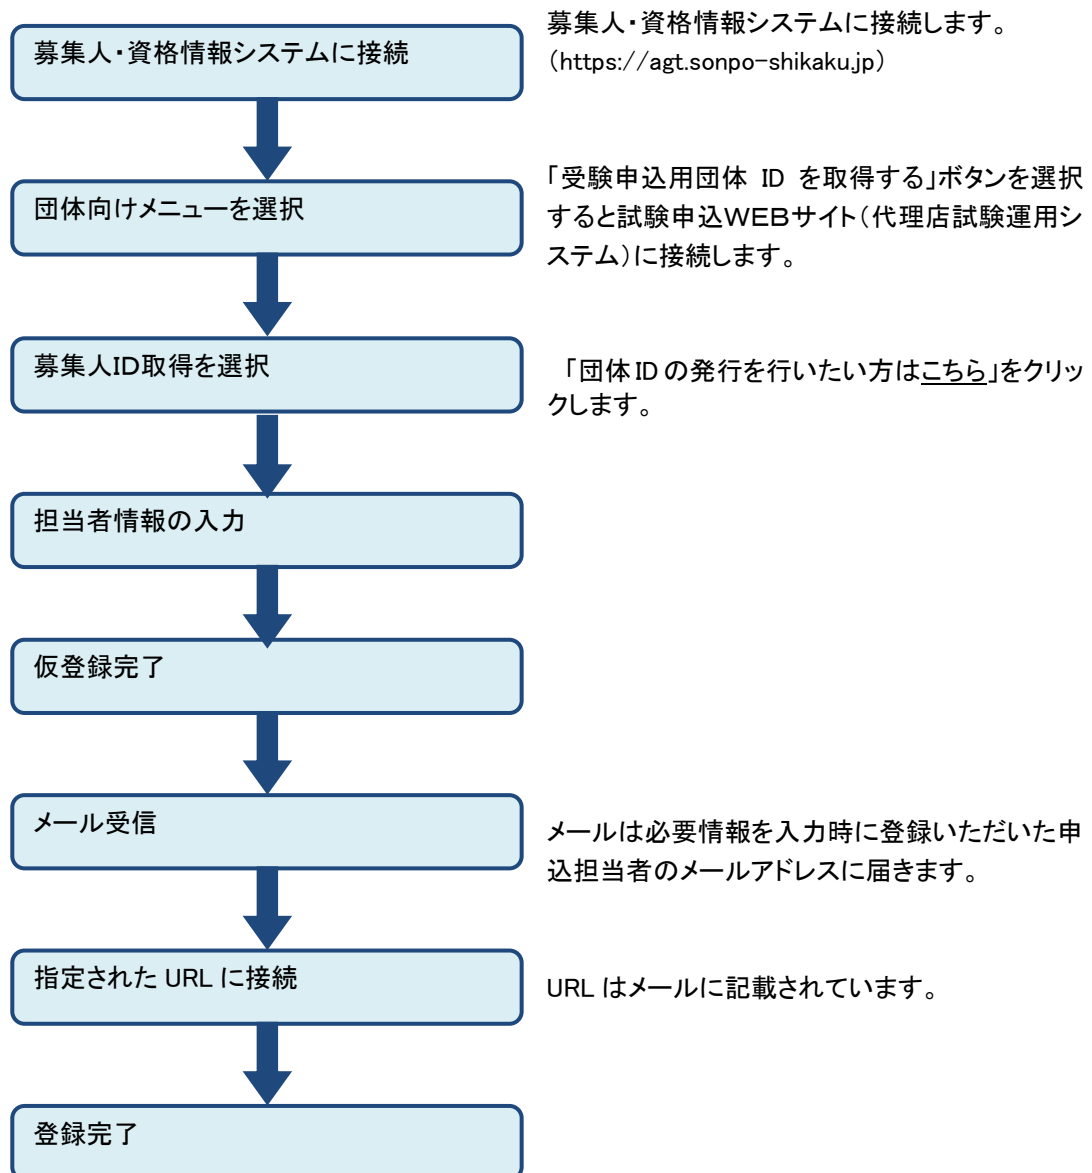 募集人・資格情報システムに接続
募集人・資格情報システムに接続します。
（https://agt.sonpo-shikaku.jp）
団体向けメニューを選択
「受験申込用団体 ID を取得する」ボタンを選択
すると試験申込ＷＥＢサイト（代理店試験運用シ
ステム）に接続します。
募集人ＩＤ取得を選択
「団体 ID の発行を行いたい方はこちら」をクリッ
クします。
担当者情報の入力
仮登録完了
メール受信
メールは必要情報を入力時に登録いただいた申
込担当者のメールアドレスに届きます。
指定された URL に接続
URL はメールに記載されています。
登録完了